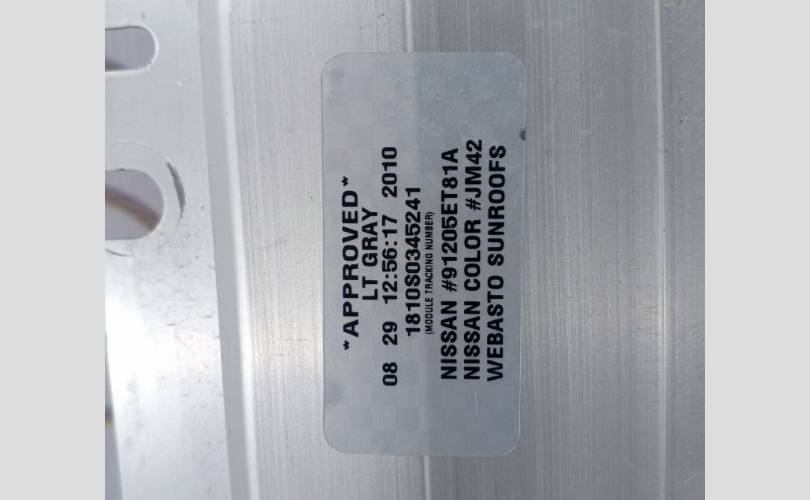 *APPROVED*
LT GRAY
08 29 12:56:17 2010
1810S0345241
(MODULE TRACKING NUMBER)
NISSAN #91205ET81A
NISSAN COLOR #JM42
WEBASTO SUNROOFS